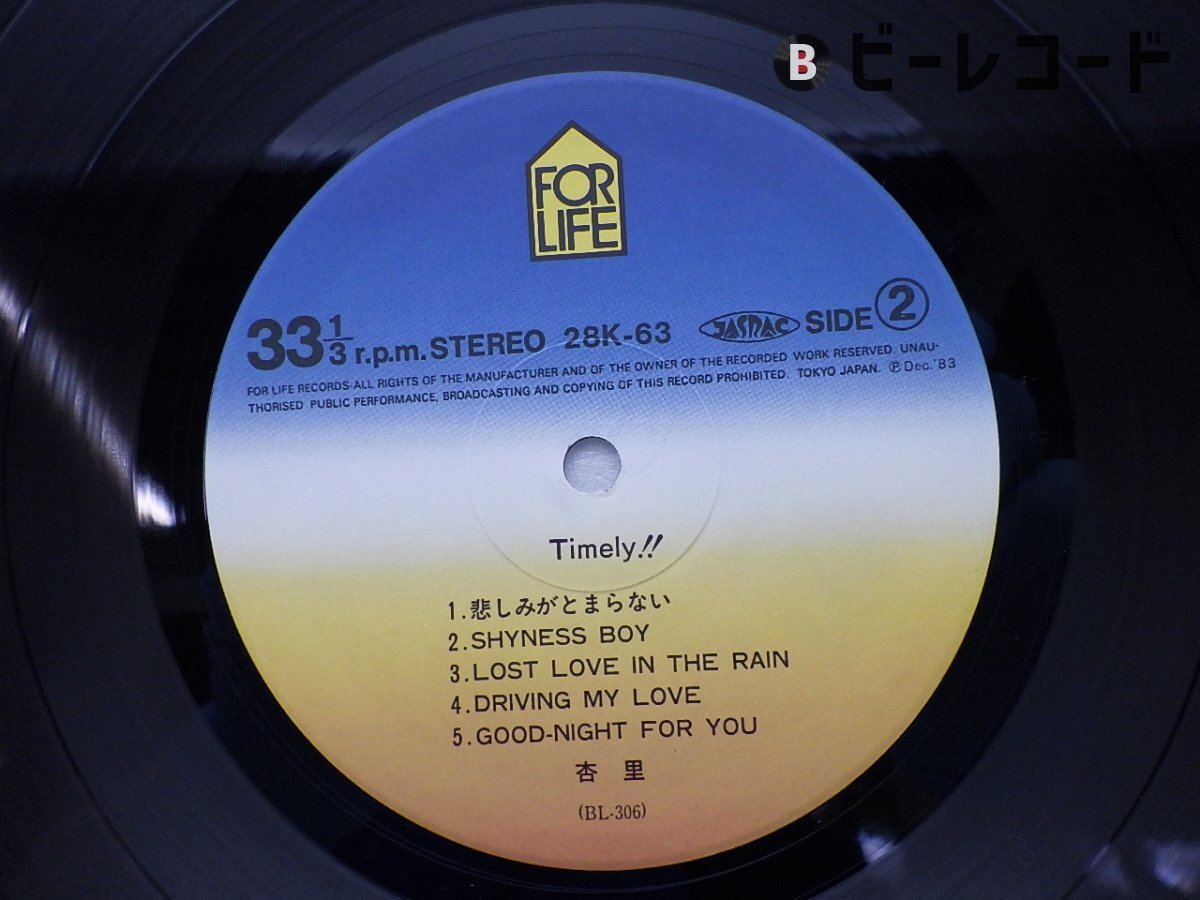 B ビーレコード
FOR
LIFE
33 1/3 r.p.m. STEREO 28K-63 JASRAC SIDE 2
FOR LIFE RECORDS·ALL RIGHTS OF THE MANUFACTURER AND OF THE OWNER OF THE RECORDED WORK RESERVED. UNAU-
THORISED PUBLIC PERFORMANCE, BROADCASTING AND COPYING OF THIS RECORD PROHIBITED. TOKYO JAPAN. ℗ Dec.'83
Timely!!
1.悲しみがとまらない
2.SHYNESS BOY
3.LOST LOVE IN THE RAIN
4.DRIVING MY LOVE
5.GOOD-NIGHT FOR YOU
杏 里
(BL-306)